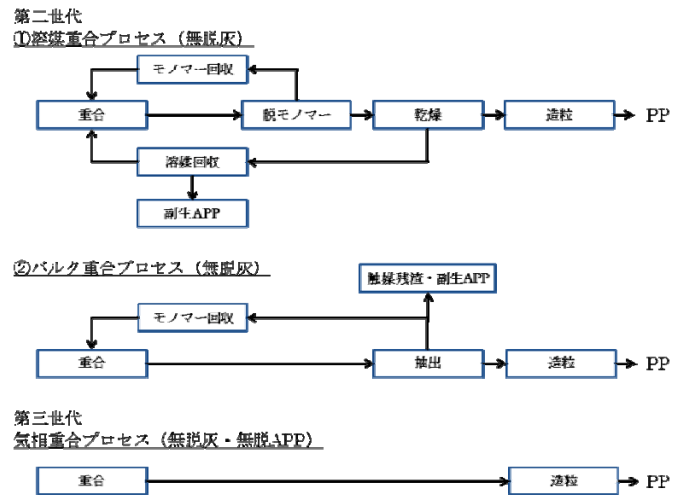 第二世代
①溶媒重合プロセス（無脱灰）
モノマー回収
重合
脱モノマー
乾燥
造粒
PP
溶媒回収
副生APP
②バルク重合プロセス（無脱灰）
触媒残渣・副生APP
モノマー回収
重合
抽出
造粒
PP
第三世代
気相重合プロセス（無脱灰・無脱APP）
重合
造粒
PP